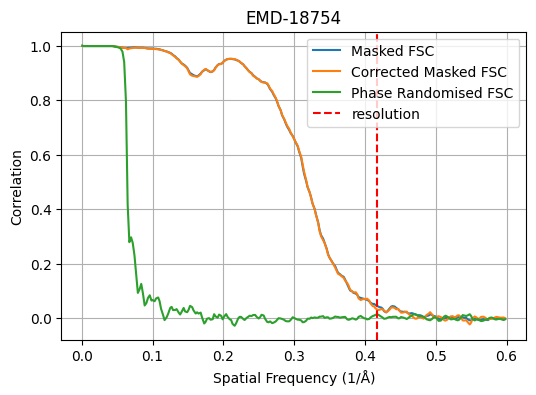 EMD-18754
Masked FSC
Corrected Masked FSC
Phase Randomised FSC
resolution
Correlation
1.0
0.8
0.6
0.4
0.2
0.0
0.0 0.1 0.2 0.3 0.4 0.5 0.6
Spatial Frequency (1/Å)